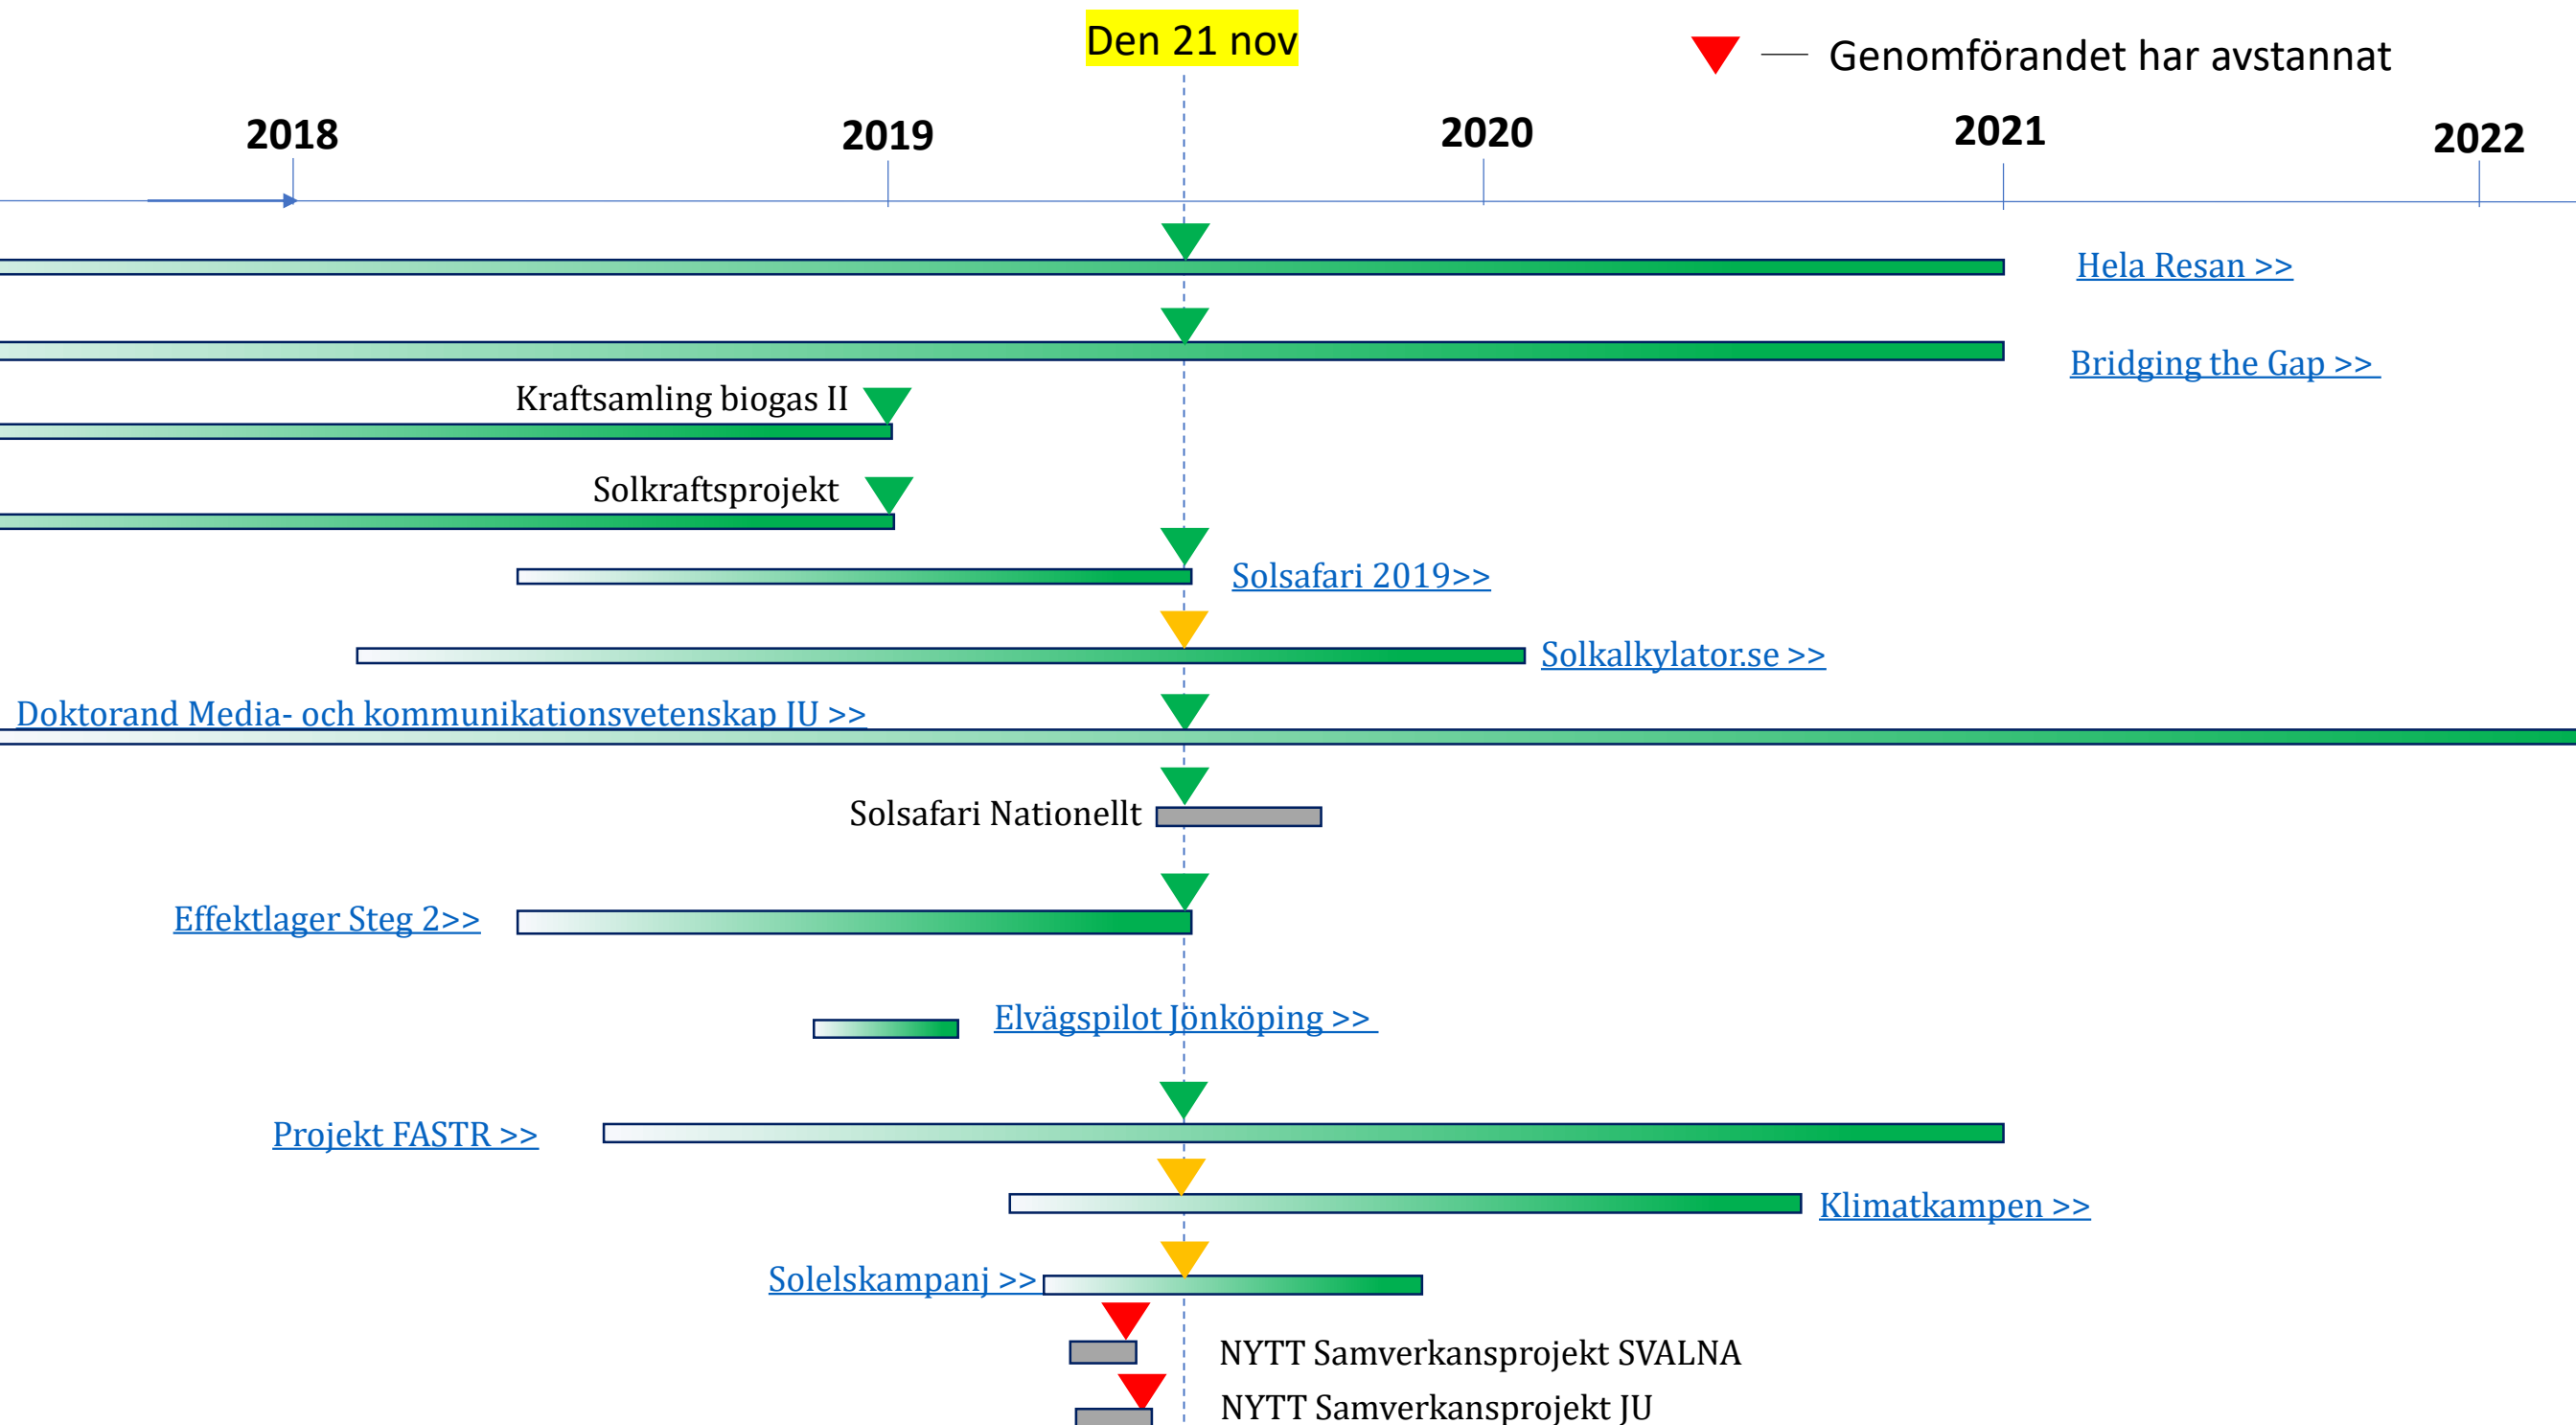 Den 21 nov
Genomförandet har avstannat
2018
2019
2020
2021
2022
Hela Resan >>
Bridging the Gap >>
Kraftsamling biogas II
Solkraftsprojekt
Solsafari 2019>>
Solkalkylator.se >>
Doktorand Media- och kommunikationsvetenskap JU >>
Solsafari Nationellt
Effektlager Steg 2>>
Elvägspilot Jönköping >>
Projekt FASTR >>
Klimatkampen >>
Solelskampanj >>
NYTT Samverkansprojekt SVALNA
NYTT Samverkansprojekt JU